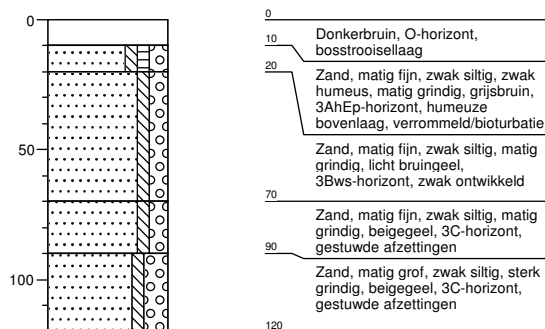 0
50
100
0
Donkerbruin, O-horizont,
bosstrooisellaag
10
Zand, matig fijn, zwak siltig, zwak
humeus, matig grindig, grijsbruin,
3AhEp-horizont, humeuze
bovenlaag, verrommeld/bioturbatie
20
Zand, matig fijn, zwak siltig, matig
grindig, licht bruingeel,
3Bws-horizont, zwak ontwikkeld
70
Zand, matig fijn, zwak siltig, matig
grindig, beigegeel, 3C-horizont,
gestuwde afzettingen
90
Zand, matig grof, zwak siltig, sterk
grindig, beigegeel, 3C-horizont,
gestuwde afzettingen
120